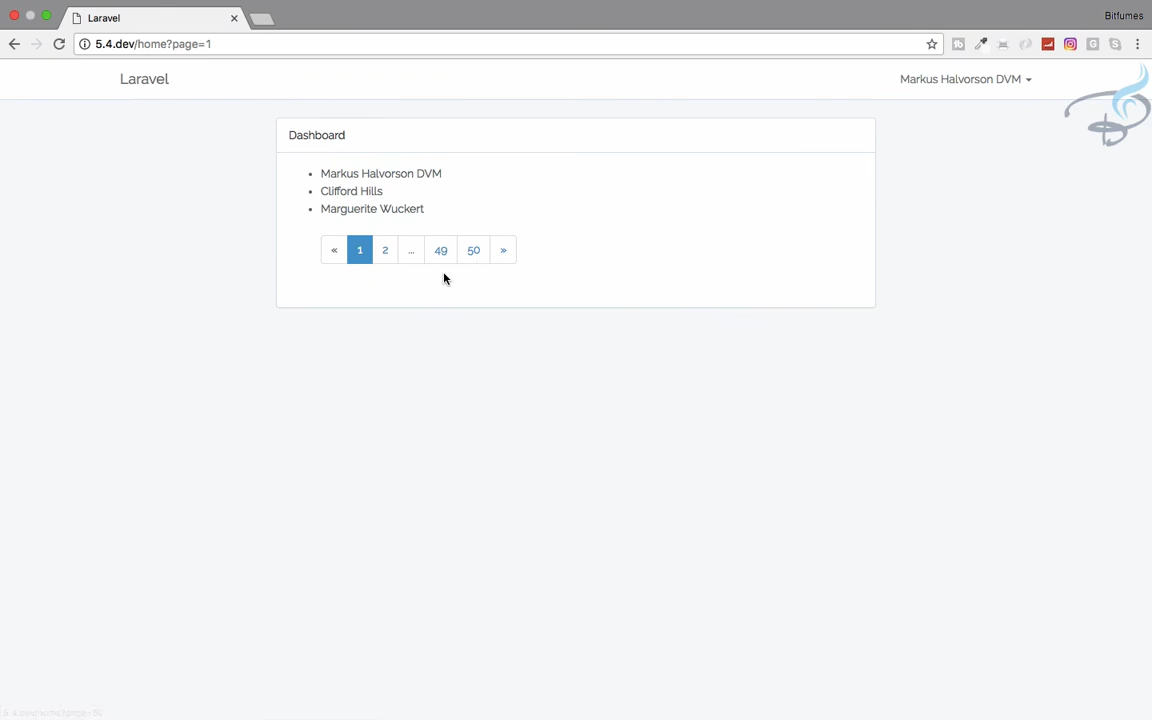 Laravel
Bitfumes
5.4.dev/home?page=1
Laravel
Markus Halvorson DVM
Dashboard
• Markus Halvorson DVM
• Clifford Hills
• Marguerite Wuckert
« 1 2 ... 49 50 »